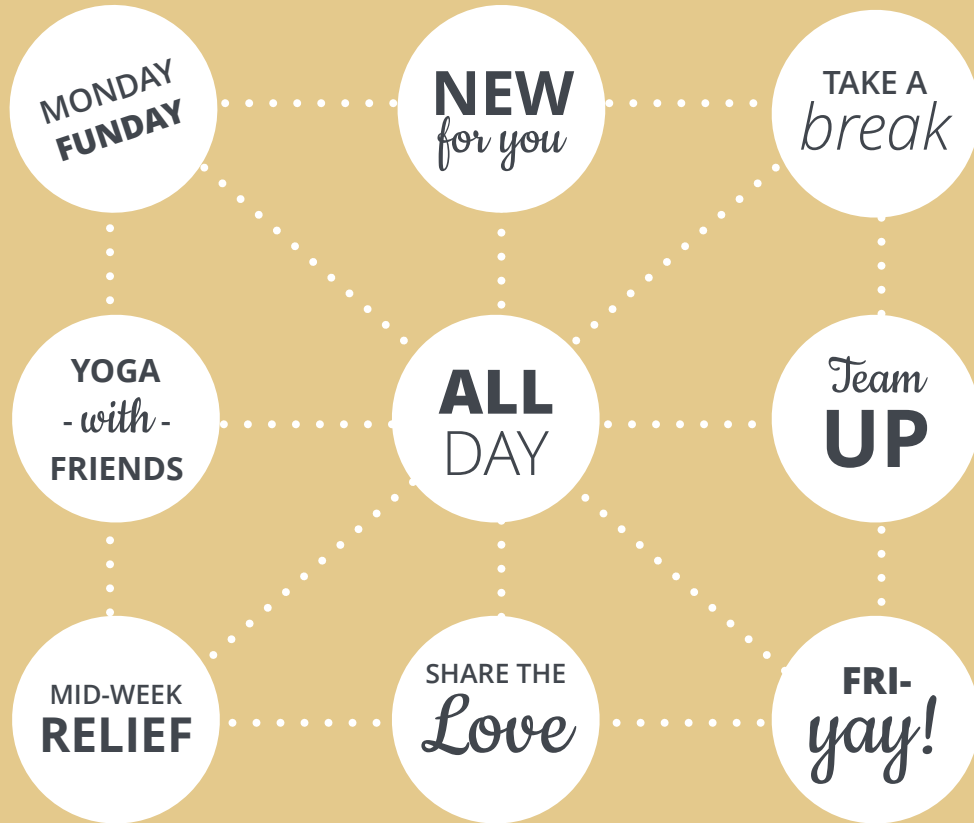 MONDAY
FUNDAY
NEW
for you
TAKE A
break
YOGA
- with -
FRIENDS
ALL
DAY
Team
UP
MID-WEEK
RELIEF
SHARE THE
Love
FRI-
yay!